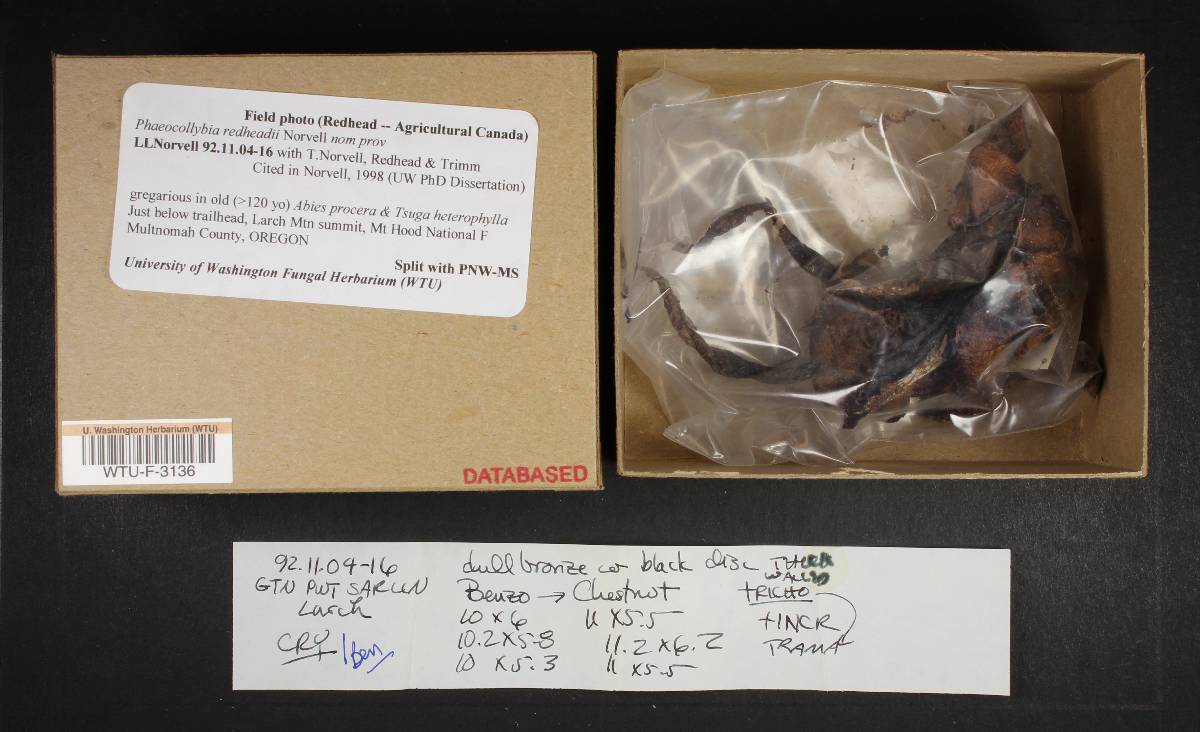 Field photo (Redhead -- Agricultural Canada)
Phaeocollybia redheadii Norvell nom prov
LLNorvell 92.11.04-16 with T.Norvell, Redhead & Trimm
Cited in Norvell, 1998 (UW PhD Dissertation)
gregarious in old (>120 yo) Abies procera & Tsuga heterophylla
Just below trailhead, Larch Mtn summit, Mt Hood National F
Multnomah County, OREGON
Split with PNW-MS
University of Washington Fungal Herbarium (WTU)
U. Washington Herbarium (WTU)
WTU-F-3136
DATABASED
92.11.04-16
Larch
CRY
dull bronze black disc
Benzo → Chestnut
10 x 6 11 x 5.5
10.2 x 5.8 11.2 x 6.2
10 x 5.3 11 x 5.5
THICK
WALLED
TRICHO
+INCR
TRAMA